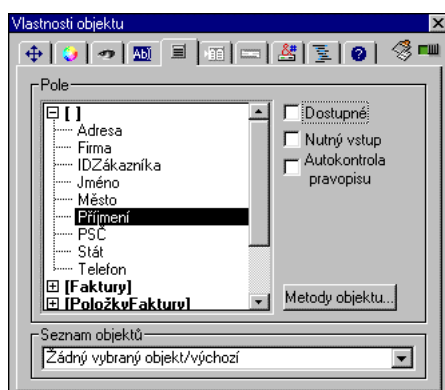 Vlastnosti objektu
Pole
[ ]
Adresa
Firma
IDZákazníka
Jméno
Město
Příjmení
PSČ
Stát
Telefon
[Faktury]
[PoložkyFaktury]
Dostupné
Nutný vstup
Autokontrola
pravopisu
Metody objektu...
Seznam objektů
Žádný vybraný objekt/výchozí